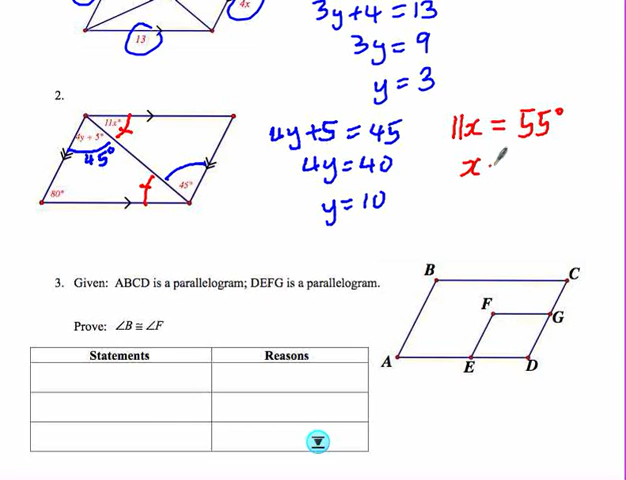 4x
13
3y+4 = 13
3y = 9
y = 3
2.
11x°
4y + 5°
45°
45°
80°
4y+5 = 45
4y = 40
y = 10
11x = 55°
x
3. Given: ABCD is a parallelogram; DEFG is a parallelogram.
Prove: ∠B ≅ ∠F
Statements Reasons
B
C
F
G
A
E
D